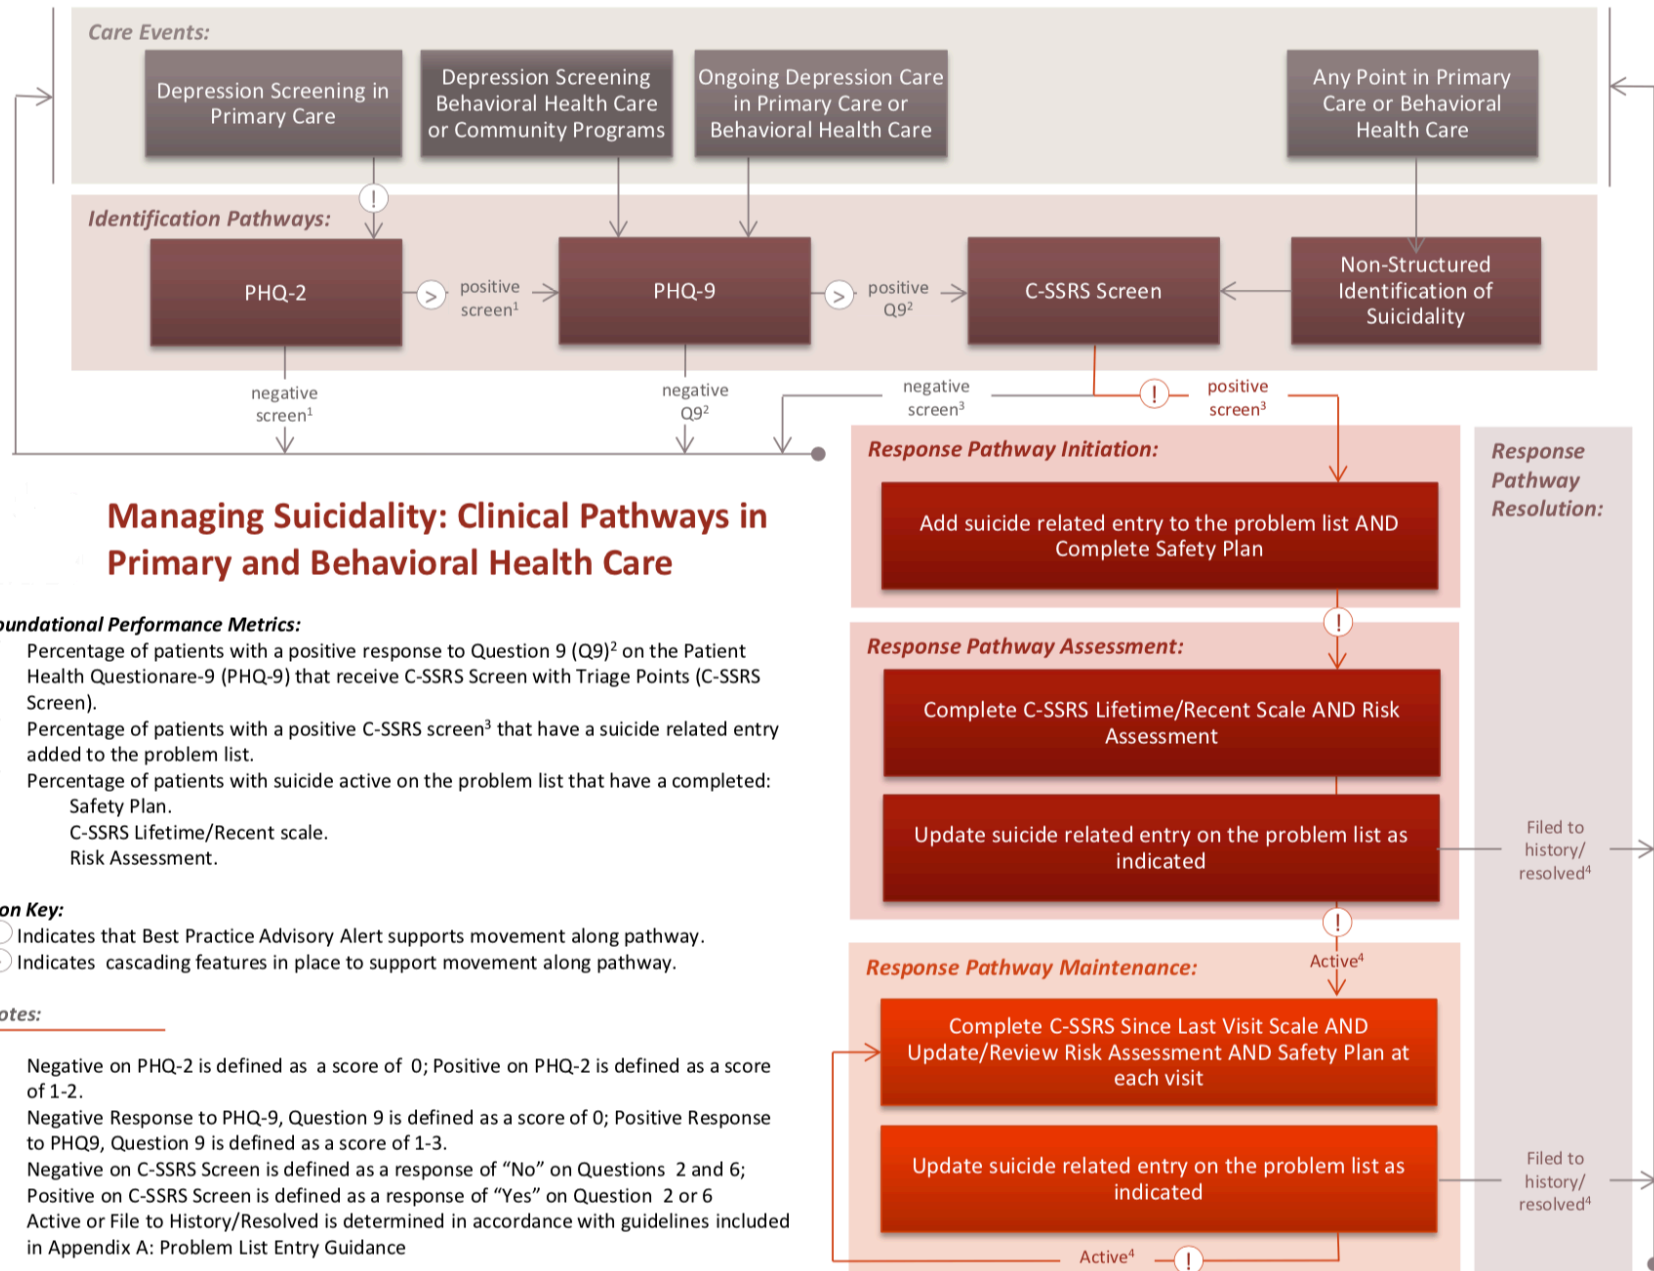 Care Events:
Depression Screening in
Primary Care
Depression Screening
Behavioral Health Care
or Community Programs
Ongoing Depression Care
in Primary Care or
Behavioral Health Care
Any Point in Primary
Care or Behavioral
Health Care
!
Identification Pathways:
PHQ-2
>
positive
screen¹
PHQ-9
>
positive
Q9²
C-SSRS Screen
Non-Structured
Identification of
Suicidality
negative
screen¹
negative
Q9²
negative
screen³
!
positive
screen³
Response Pathway Initiation:
Add suicide related entry to the problem list AND
Complete Safety Plan
!
Response Pathway Assessment:
Complete C-SSRS Lifetime/Recent Scale AND Risk
Assessment
Update suicide related entry on the problem list as
indicated
!
Active⁴
Response Pathway Maintenance:
Complete C-SSRS Since Last Visit Scale AND
Update/Review Risk Assessment AND Safety Plan at
each visit
Update suicide related entry on the problem list as
indicated
Active⁴
!
Response
Pathway
Resolution:
Filed to
history/
resolved⁴
Filed to
history/
resolved⁴
Managing Suicidality: Clinical Pathways in
Primary and Behavioral Health Care
oundational Performance Metrics:
Percentage of patients with a positive response to Question 9 (Q9)² on the Patient
Health Questionare-9 (PHQ-9) that receive C-SSRS Screen with Triage Points (C-SSRS
Screen).
Percentage of patients with a positive C-SSRS screen³ that have a suicide related entry
added to the problem list.
Percentage of patients with suicide active on the problem list that have a completed:
Safety Plan.
C-SSRS Lifetime/Recent scale.
Risk Assessment.
on Key:
Indicates that Best Practice Advisory Alert supports movement along pathway.
Indicates cascading features in place to support movement along pathway.
otes:
Negative on PHQ-2 is defined as a score of 0; Positive on PHQ-2 is defined as a score
of 1-2.
Negative Response to PHQ-9, Question 9 is defined as a score of 0; Positive Response
to PHQ9, Question 9 is defined as a score of 1-3.
Negative on C-SSRS Screen is defined as a response of “No” on Questions 2 and 6;
Positive on C-SSRS Screen is defined as a response of “Yes” on Question 2 or 6
Active or File to History/Resolved is determined in accordance with guidelines included
in Appendix A: Problem List Entry Guidance